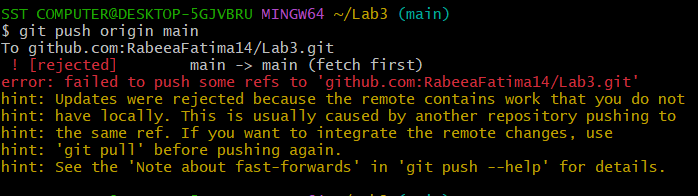 SST COMPUTER@DESKTOP-5GJVBRU MINGW64 ~/Lab3 (main)
$ git push origin main
To github.com:RabeeaFatima14/Lab3.git
 ! [rejected]        main -> main (fetch first)
error: failed to push some refs to 'github.com:RabeeaFatima14/Lab3.git'
hint: Updates were rejected because the remote contains work that you do not
hint: have locally. This is usually caused by another repository pushing to
hint: the same ref. If you want to integrate the remote changes, use
hint: 'git pull' before pushing again.
hint: See the 'Note about fast-forwards' in 'git push --help' for details.